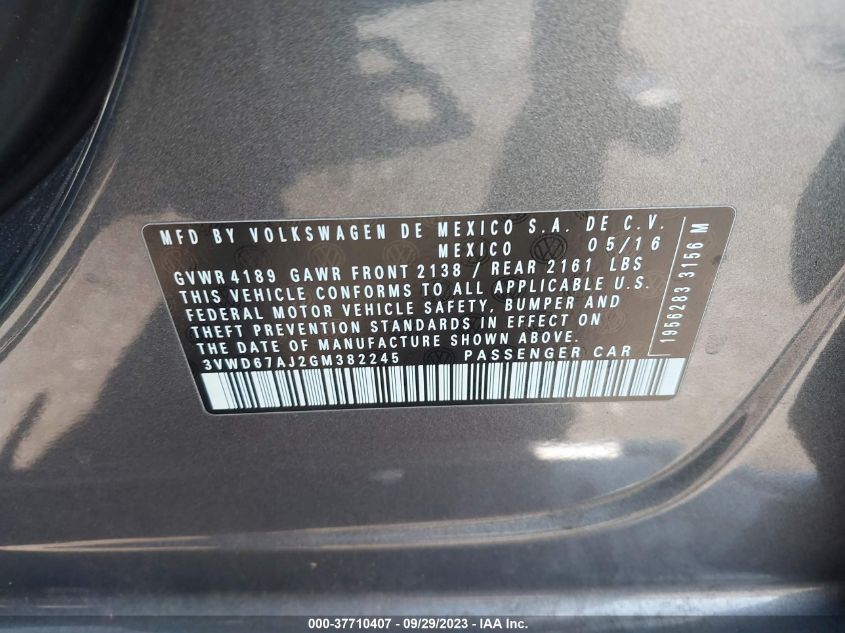 MFD BY VOLKSWAGEN DE MEXICO S.A. DE C.V.
MEXICO 05/16
GVWR 4189 GAWR FRONT 2138 / REAR 2161 LBS
THIS VEHICLE CONFORMS TO ALL APPLICABLE U.S.
FEDERAL MOTOR VEHICLE SAFETY, BUMPER AND
THEFT PREVENTION STANDARDS IN EFFECT ON
THE DATE OF MANUFACTURE SHOWN ABOVE.
3VWD67AJ2GM382245 PASSENGER CAR
1956283 3156 M
000-37710407 - 09/29/2023 - IAA Inc.